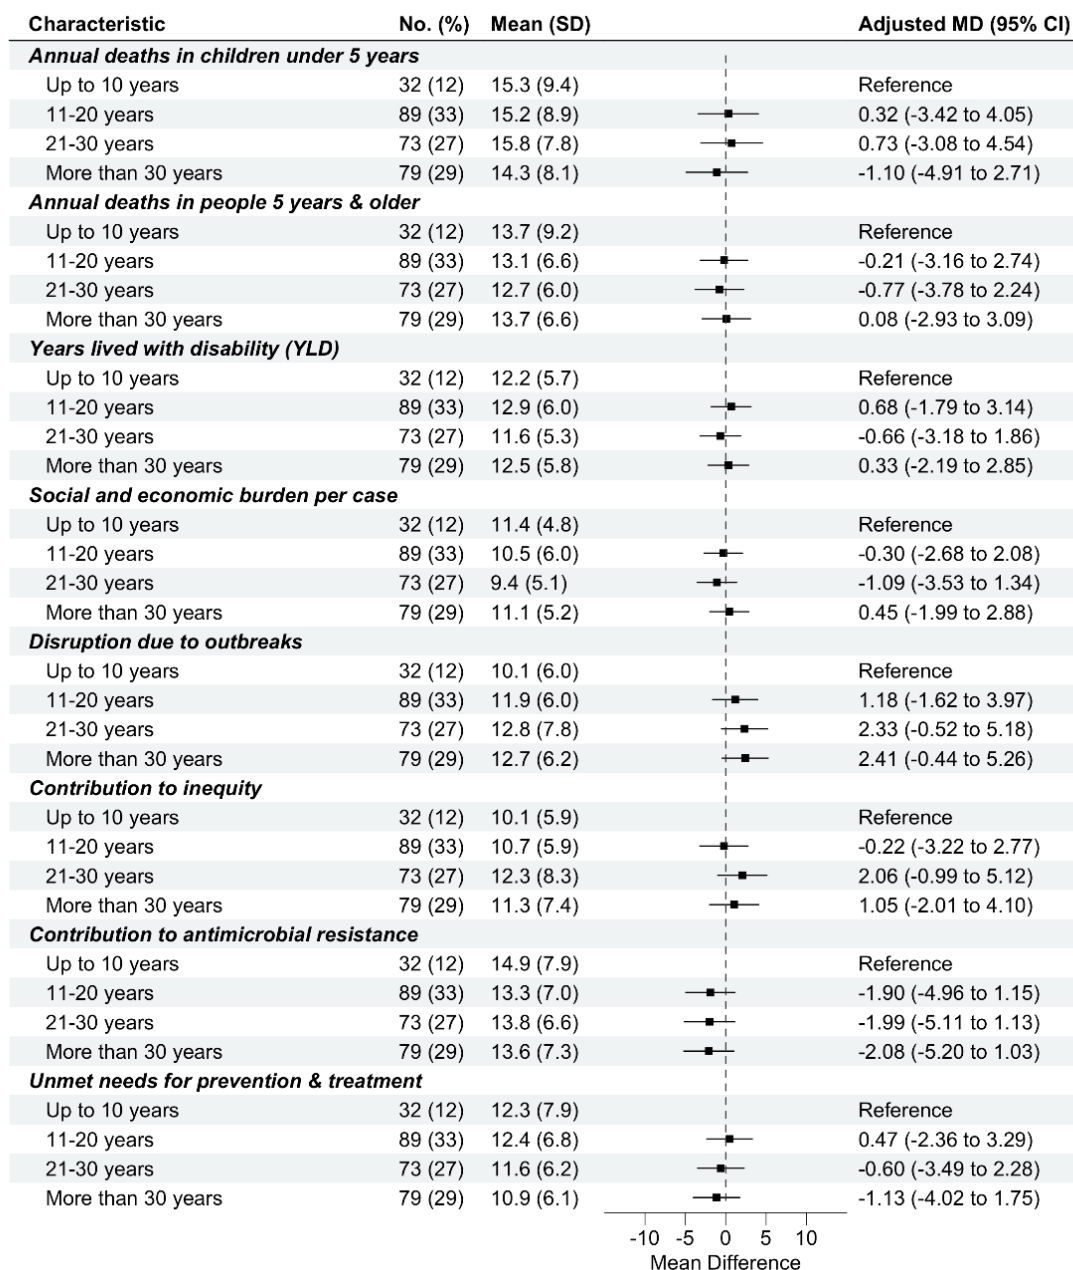 Characteristic No. (%) Mean (SD) Adjusted MD (95% CI)
Annual deaths in children under 5 years
Up to 10 years 32 (12) 15.3 (9.4) Reference
11-20 years 89 (33) 15.2 (8.9) 0.32 (-3.42 to 4.05)
21-30 years 73 (27) 15.8 (7.8) 0.73 (-3.08 to 4.54)
More than 30 years 79 (29) 14.3 (8.1) -1.10 (-4.91 to 2.71)
Annual deaths in people 5 years & older
Up to 10 years 32 (12) 13.7 (9.2) Reference
11-20 years 89 (33) 13.1 (6.6) -0.21 (-3.16 to 2.74)
21-30 years 73 (27) 12.7 (6.0) -0.77 (-3.78 to 2.24)
More than 30 years 79 (29) 13.7 (6.6) 0.08 (-2.93 to 3.09)
Years lived with disability (YLD)
Up to 10 years 32 (12) 12.2 (5.7) Reference
11-20 years 89 (33) 12.9 (6.0) 0.68 (-1.79 to 3.14)
21-30 years 73 (27) 11.6 (5.3) -0.66 (-3.18 to 1.86)
More than 30 years 79 (29) 12.5 (5.8) 0.33 (-2.19 to 2.85)
Social and economic burden per case
Up to 10 years 32 (12) 11.4 (4.8) Reference
11-20 years 89 (33) 10.5 (6.0) -0.30 (-2.68 to 2.08)
21-30 years 73 (27) 9.4 (5.1) -1.09 (-3.53 to 1.34)
More than 30 years 79 (29) 11.1 (5.2) 0.45 (-1.99 to 2.88)
Disruption due to outbreaks
Up to 10 years 32 (12) 10.1 (6.0) Reference
11-20 years 89 (33) 11.9 (6.0) 1.18 (-1.62 to 3.97)
21-30 years 73 (27) 12.8 (7.8) 2.33 (-0.52 to 5.18)
More than 30 years 79 (29) 12.7 (6.2) 2.41 (-0.44 to 5.26)
Contribution to inequity
Up to 10 years 32 (12) 10.1 (5.9) Reference
11-20 years 89 (33) 10.7 (5.9) -0.22 (-3.22 to 2.77)
21-30 years 73 (27) 12.3 (8.3) 2.06 (-0.99 to 5.12)
More than 30 years 79 (29) 11.3 (7.4) 1.05 (-2.01 to 4.10)
Contribution to antimicrobial resistance
Up to 10 years 32 (12) 14.9 (7.9) Reference
11-20 years 89 (33) 13.3 (7.0) -1.90 (-4.96 to 1.15)
21-30 years 73 (27) 13.8 (6.6) -1.99 (-5.11 to 1.13)
More than 30 years 79 (29) 13.6 (7.3) -2.08 (-5.20 to 1.03)
Unmet needs for prevention & treatment
Up to 10 years 32 (12) 12.3 (7.9) Reference
11-20 years 89 (33) 12.4 (6.8) 0.47 (-2.36 to 3.29)
21-30 years 73 (27) 11.6 (6.2) -0.60 (-3.49 to 2.28)
More than 30 years 79 (29) 10.9 (6.1) -1.13 (-4.02 to 1.75)
-10 -5 0 5 10
Mean Difference